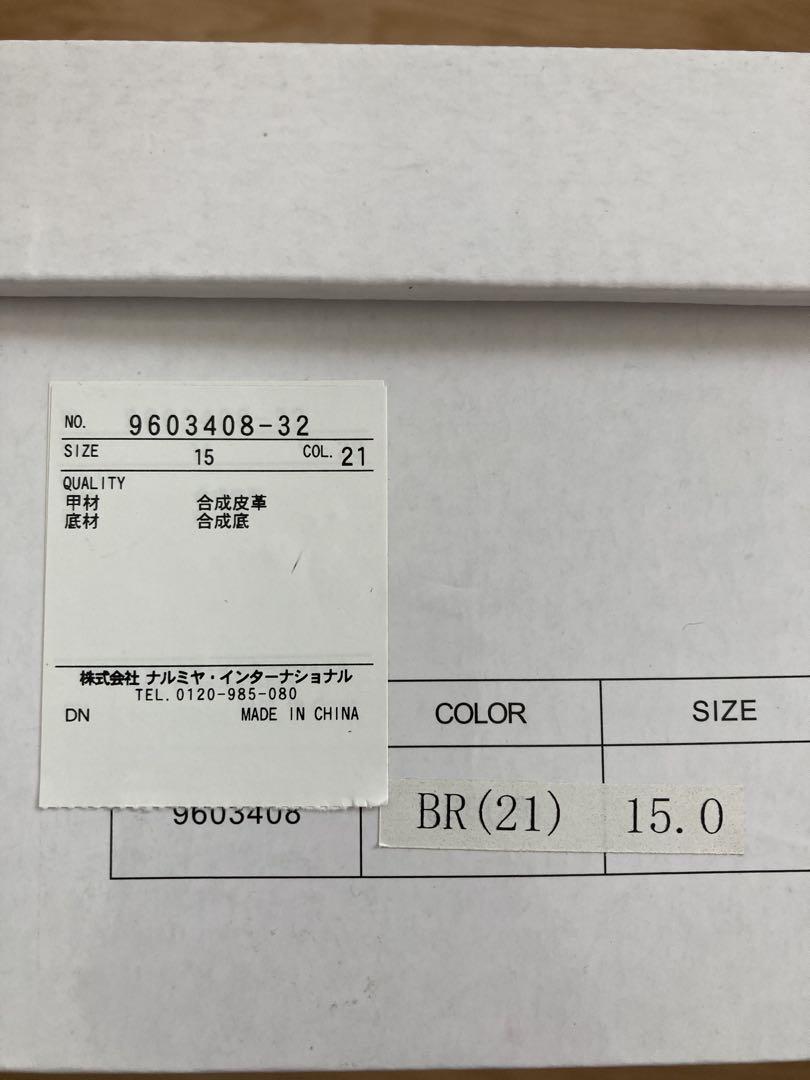 NO. 9603408-32
SIZE 15 COL. 21
QUALITY
甲材 合成皮革
底材 合成底
株式会社 ナルミヤ・インターナショナル
TEL. 0120-985-080
DN MADE IN CHINA
COLOR SIZE
9603408 BR(21) 15.0